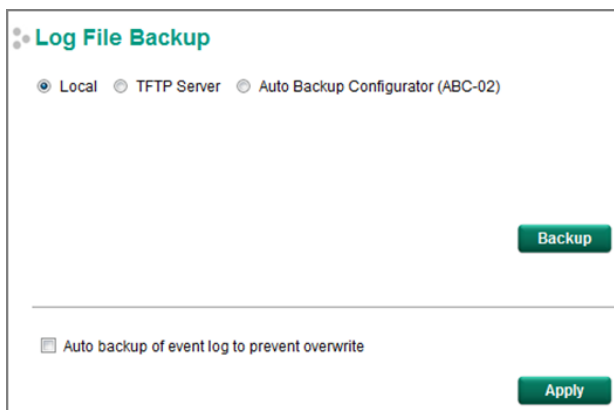 Log File Backup
Local TFTP Server Auto Backup Configurator (ABC-02)
Backup
Auto backup of event log to prevent overwrite
Apply